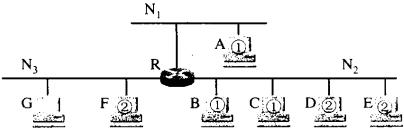 N₁
A ①
N₃ R N₂
G F ② B ① C ① D ② E ②